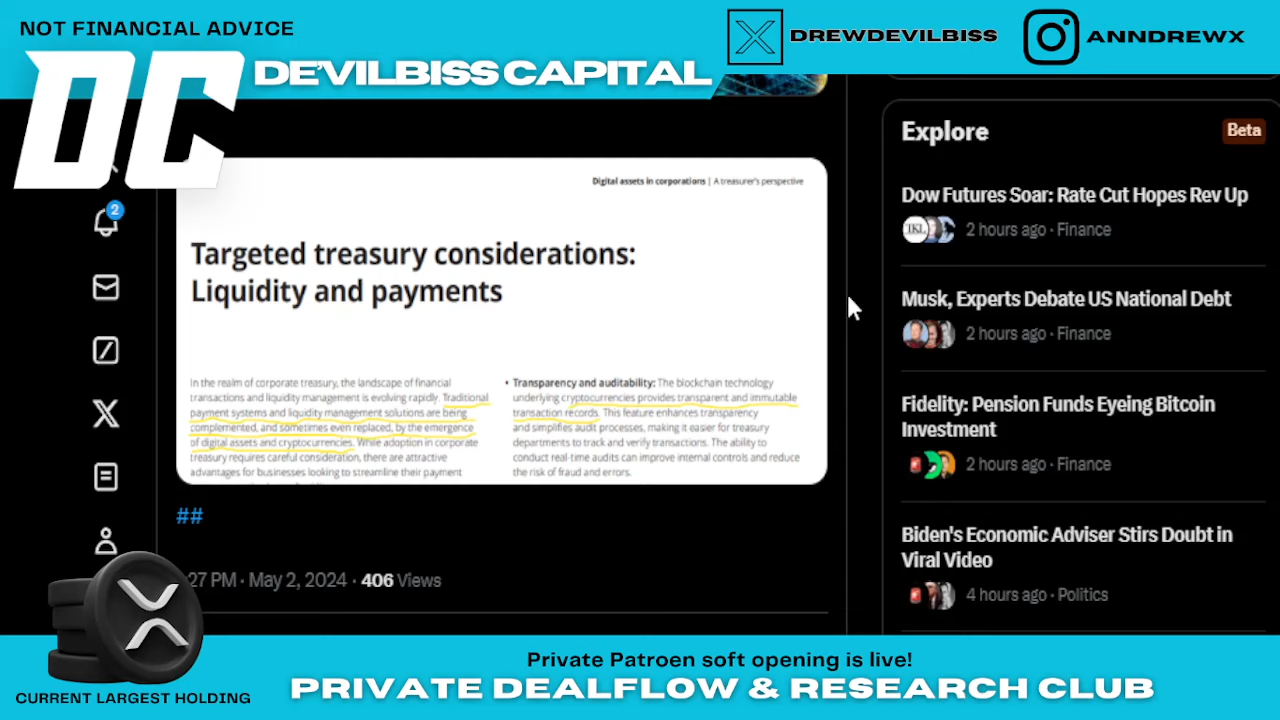 NOT FINANCIAL ADVICE
DC
DE'VILBISS CAPITAL
DREWDEVILBISS
ANNDREWX
2
Digital assets in corporations | A treasurer's perspective
Targeted treasury considerations:
Liquidity and payments
In the realm of corporate treasury, the landscape of financial
transactions and liquidity management is evolving rapidly. Traditional
payment systems and liquidity management solutions are being
complemented, and sometimes even replaced, by the emergence
of digital assets and cryptocurrencies. While adoption in corporate
treasury requires careful consideration, there are attractive
advantages for businesses looking to streamline their payment
• Transparency and auditability: The blockchain technology
underlying cryptocurrencies provides transparent and immutable
transaction records. This feature enhances transparency
and simplifies audit processes, making it easier for treasury
departments to track and verify transactions. The ability to
conduct real-time audits can improve internal controls and reduce
the risk of fraud and errors.
##
:27 PM · May 2, 2024 · 406 Views
Explore
Beta
Dow Futures Soar: Rate Cut Hopes Rev Up
IKL
2 hours ago · Finance
Musk, Experts Debate US National Debt
2 hours ago · Finance
Fidelity: Pension Funds Eyeing Bitcoin
Investment
2 hours ago · Finance
Biden's Economic Adviser Stirs Doubt in
Viral Video
4 hours ago · Politics
CURRENT LARGEST HOLDING
Private Patroen soft opening is live!
PRIVATE DEALFLOW & RESEARCH CLUB